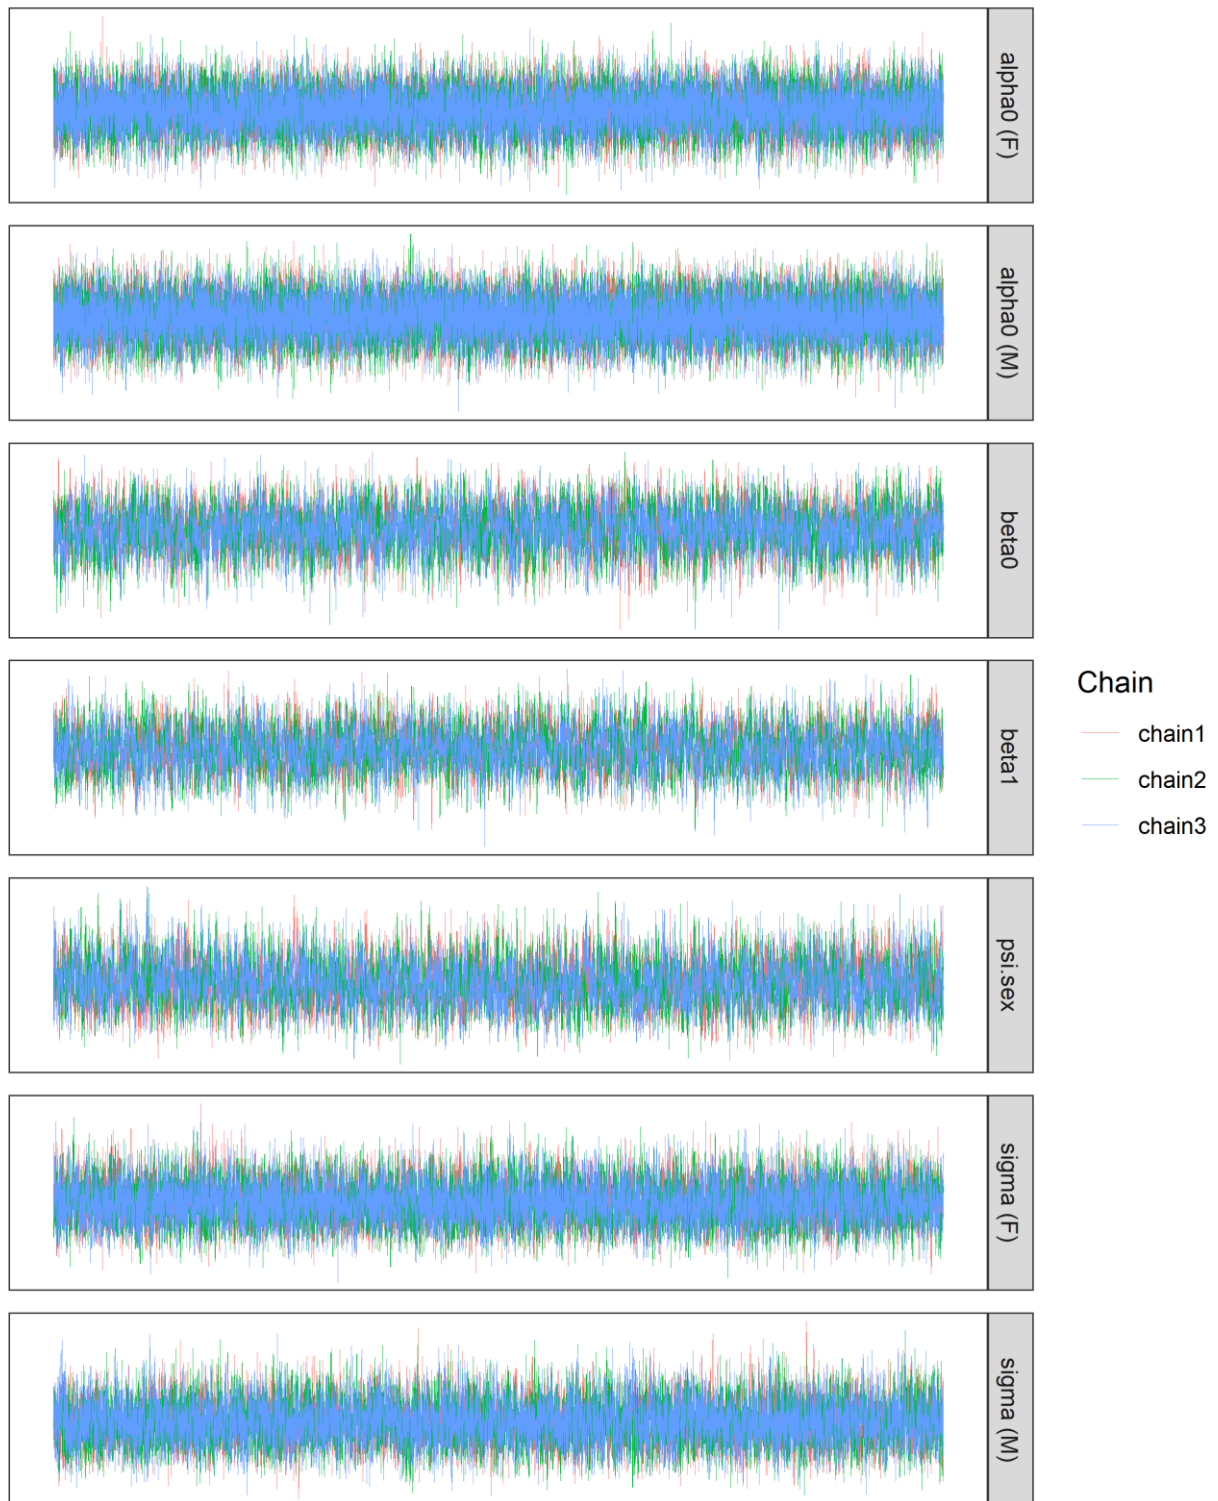 alpha0 (F)
alpha0 (M)
beta0
beta1
psi.sex
sigma (F)
sigma (M)
Chain
chain1
chain2
chain3